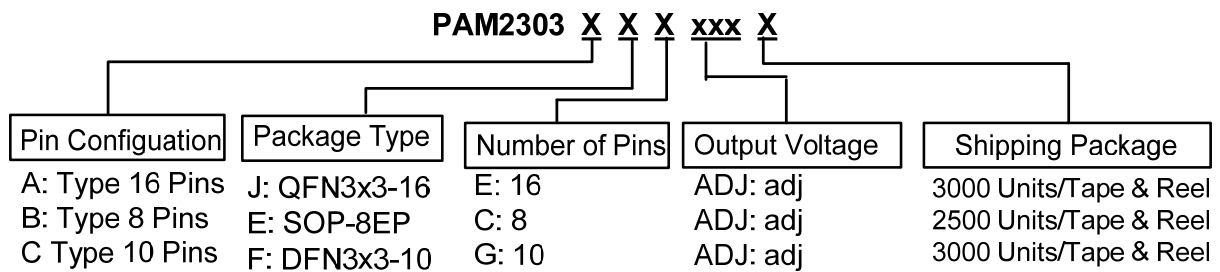 PAM2303 X X X xxx X
Pin Configuation Package Type Number of Pins Output Voltage Shipping Package
A: Type 16 Pins J: QFN3x3-16 E: 16 ADJ: adj 3000 Units/Tape & Reel
B: Type 8 Pins E: SOP-8EP C: 8 ADJ: adj 2500 Units/Tape & Reel
C Type 10 Pins F: DFN3x3-10 G: 10 ADJ: adj 3000 Units/Tape & Reel